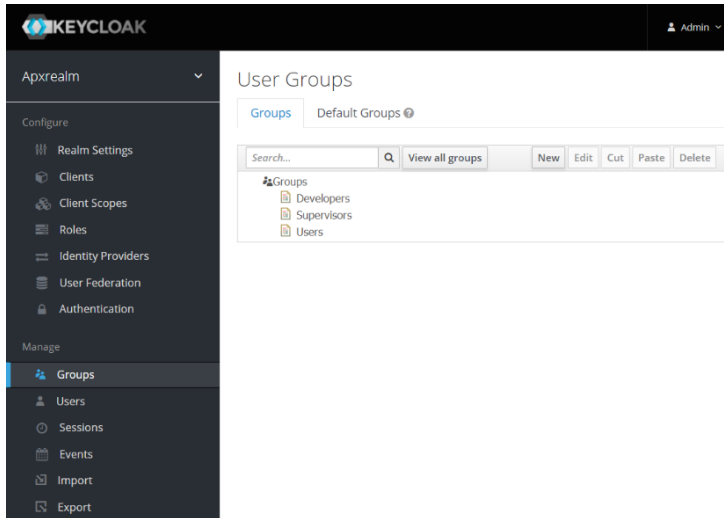 KEYCLOAK
Admin
Apxrealm
Configure
Realm Settings
Clients
Client Scopes
Roles
Identity Providers
User Federation
Authentication
Manage
Groups
Users
Sessions
Events
Import
Export
User Groups
Groups Default Groups
Search... View all groups New Edit Cut Paste Delete
Groups
Developers
Supervisors
Users